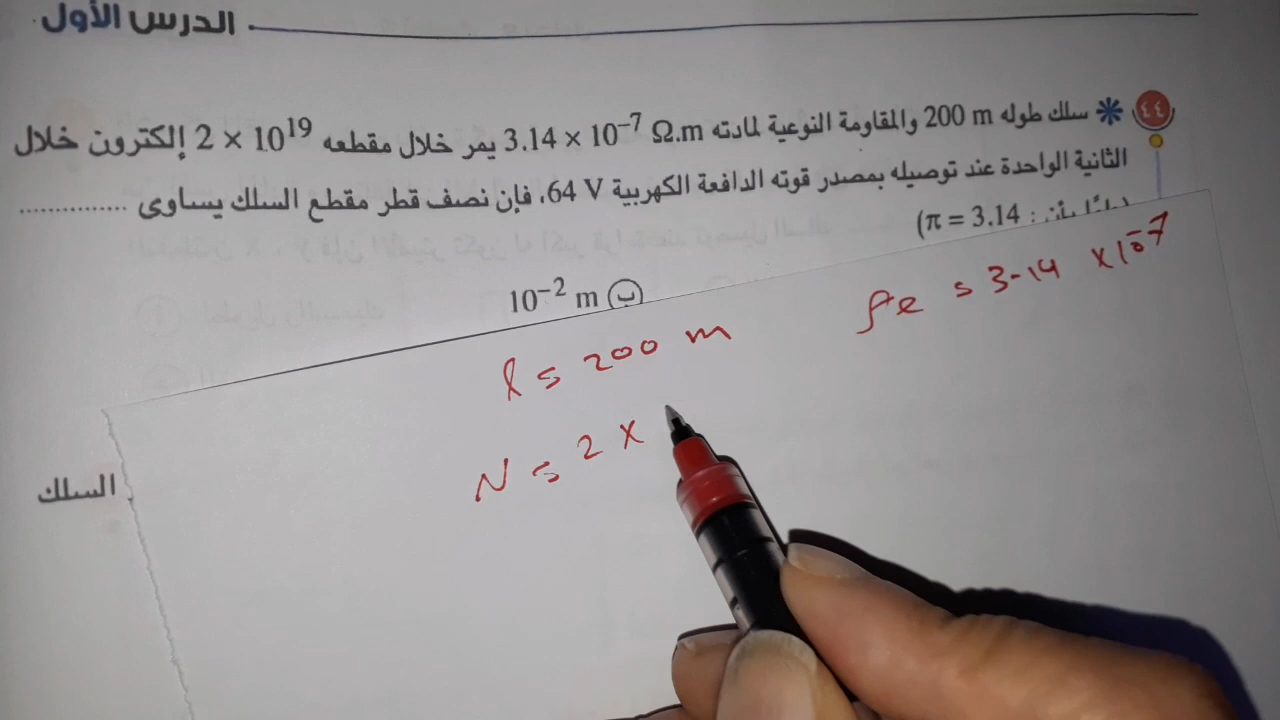 الدرس الأول
٤٤ * سلك طوله 200 m والمقاومة النوعية لمادته 3.14 × 10⁻⁷ Ω.m يمر خلال مقطعه 2 × 10¹⁹ إلكترون خلال
الثانية الواحدة عند توصيله بمصدر قوته الدافعة الكهربية 64 V، فإن نصف قطر مقطع السلك يساوى ...............
(π = 3.14 :
ب 10⁻² m
ρe = 3.14 × 10⁻⁷
l = 200 m
N = 2 ×
السلك